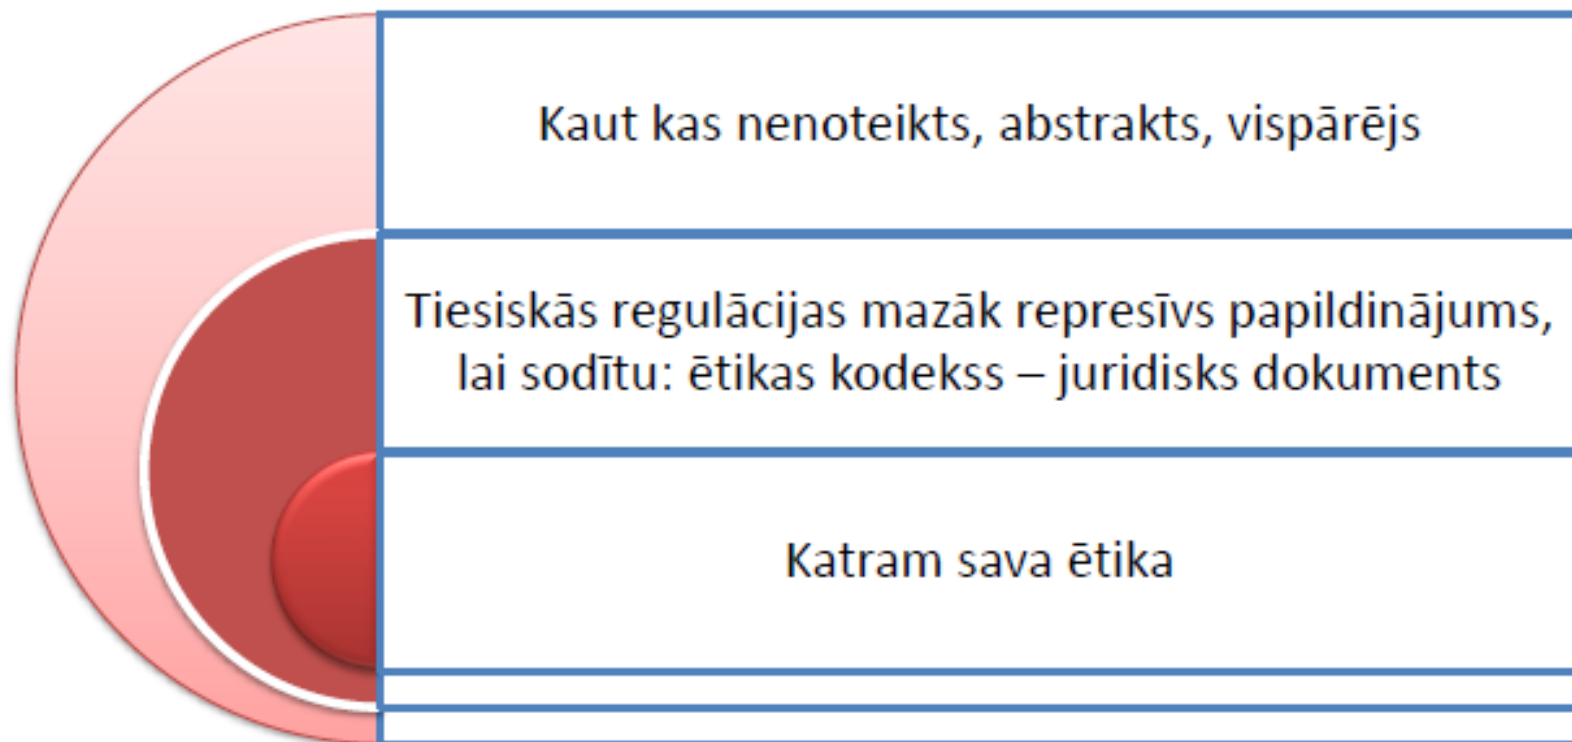 Kaut kas nenoteikts, abstrakts, vispārējs
Tiesiskās regulācijas mazāk represīvs papildinājums,
lai sodītu: ētikas kodekss – juridisks dokuments
Katram sava ētika